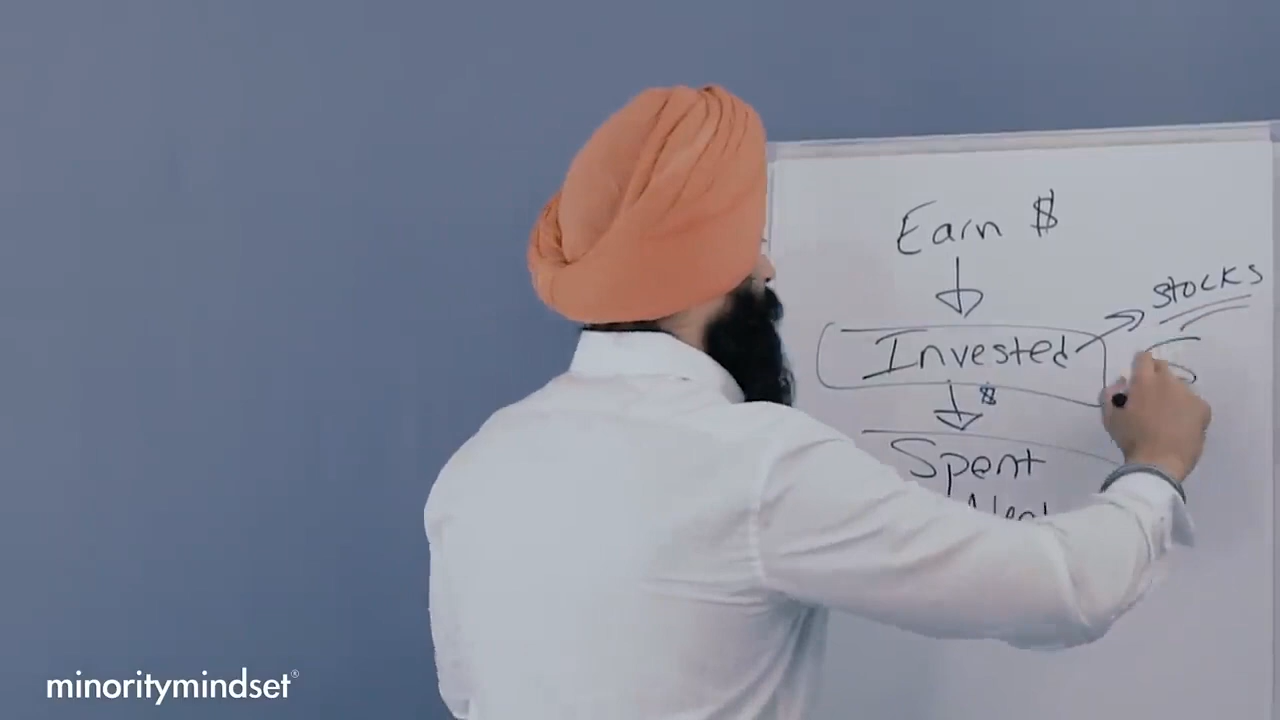 Earn $
stocks
Invested
$
Spent
minoritymindset®